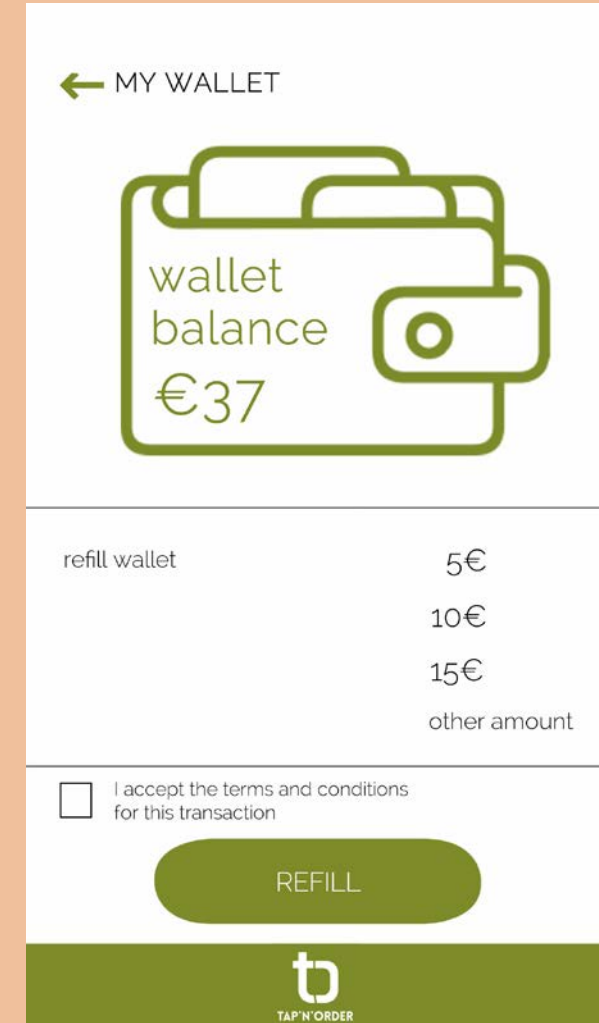 MY WALLET
wallet
balance
€37
refill wallet
5€
10€
15€
other amount
I accept the terms and conditions
for this transaction
REFILL
TAP'N'ORDER